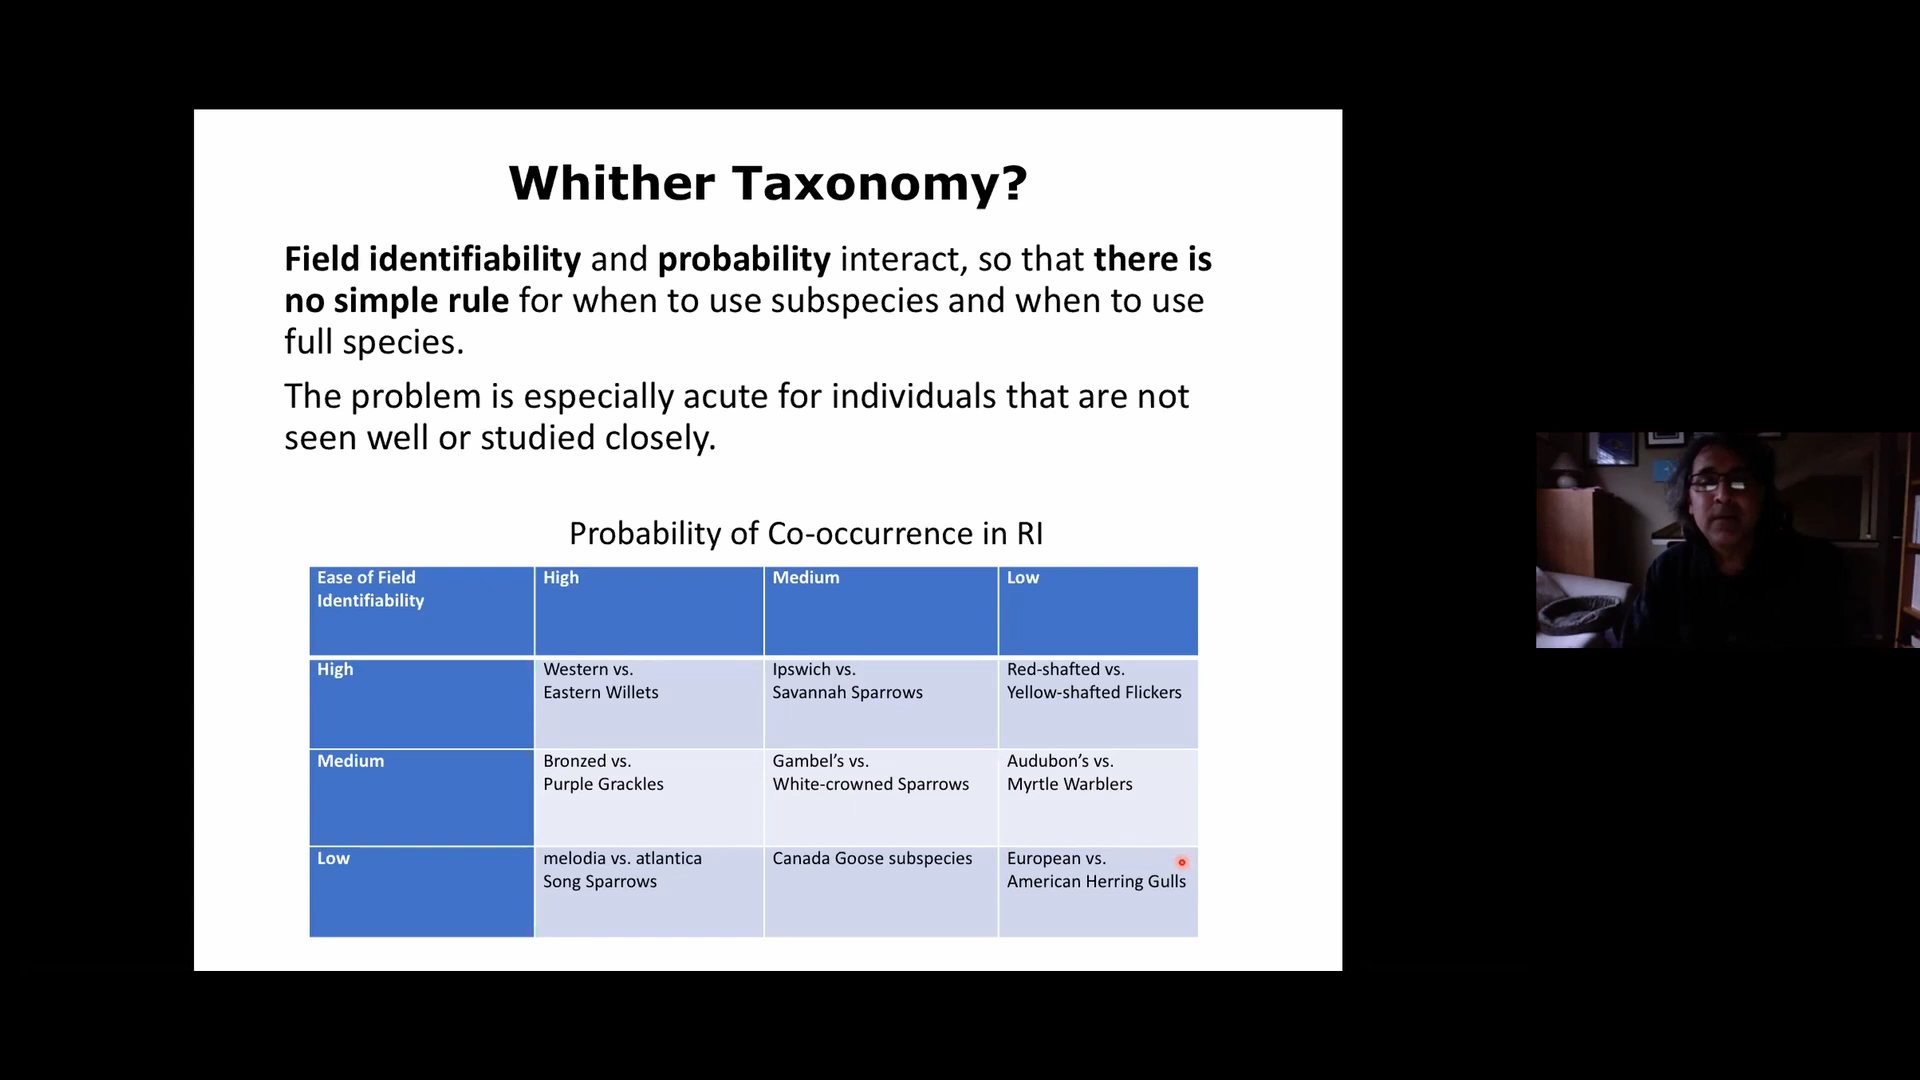 Whither Taxonomy?
Field identifiability and probability interact, so that there is
no simple rule for when to use subspecies and when to use
full species.
The problem is especially acute for individuals that are not
seen well or studied closely.
Probability of Co-occurrence in RI
Ease of Field
Identifiability
High
Medium
Low
High
Western vs.
Eastern Willets
Ipswich vs.
Savannah Sparrows
Red-shafted vs.
Yellow-shafted Flickers
Medium
Bronzed vs.
Purple Grackles
Gambel’s vs.
White-crowned Sparrows
Audubon’s vs.
Myrtle Warblers
Low
melodia vs. atlantica
Song Sparrows
Canada Goose subspecies
European vs.
American Herring Gulls